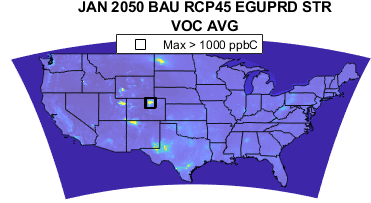 JAN 2050 BAU RCP45 EGUPRD STR
VOC AVG
Max > 1000 ppbC